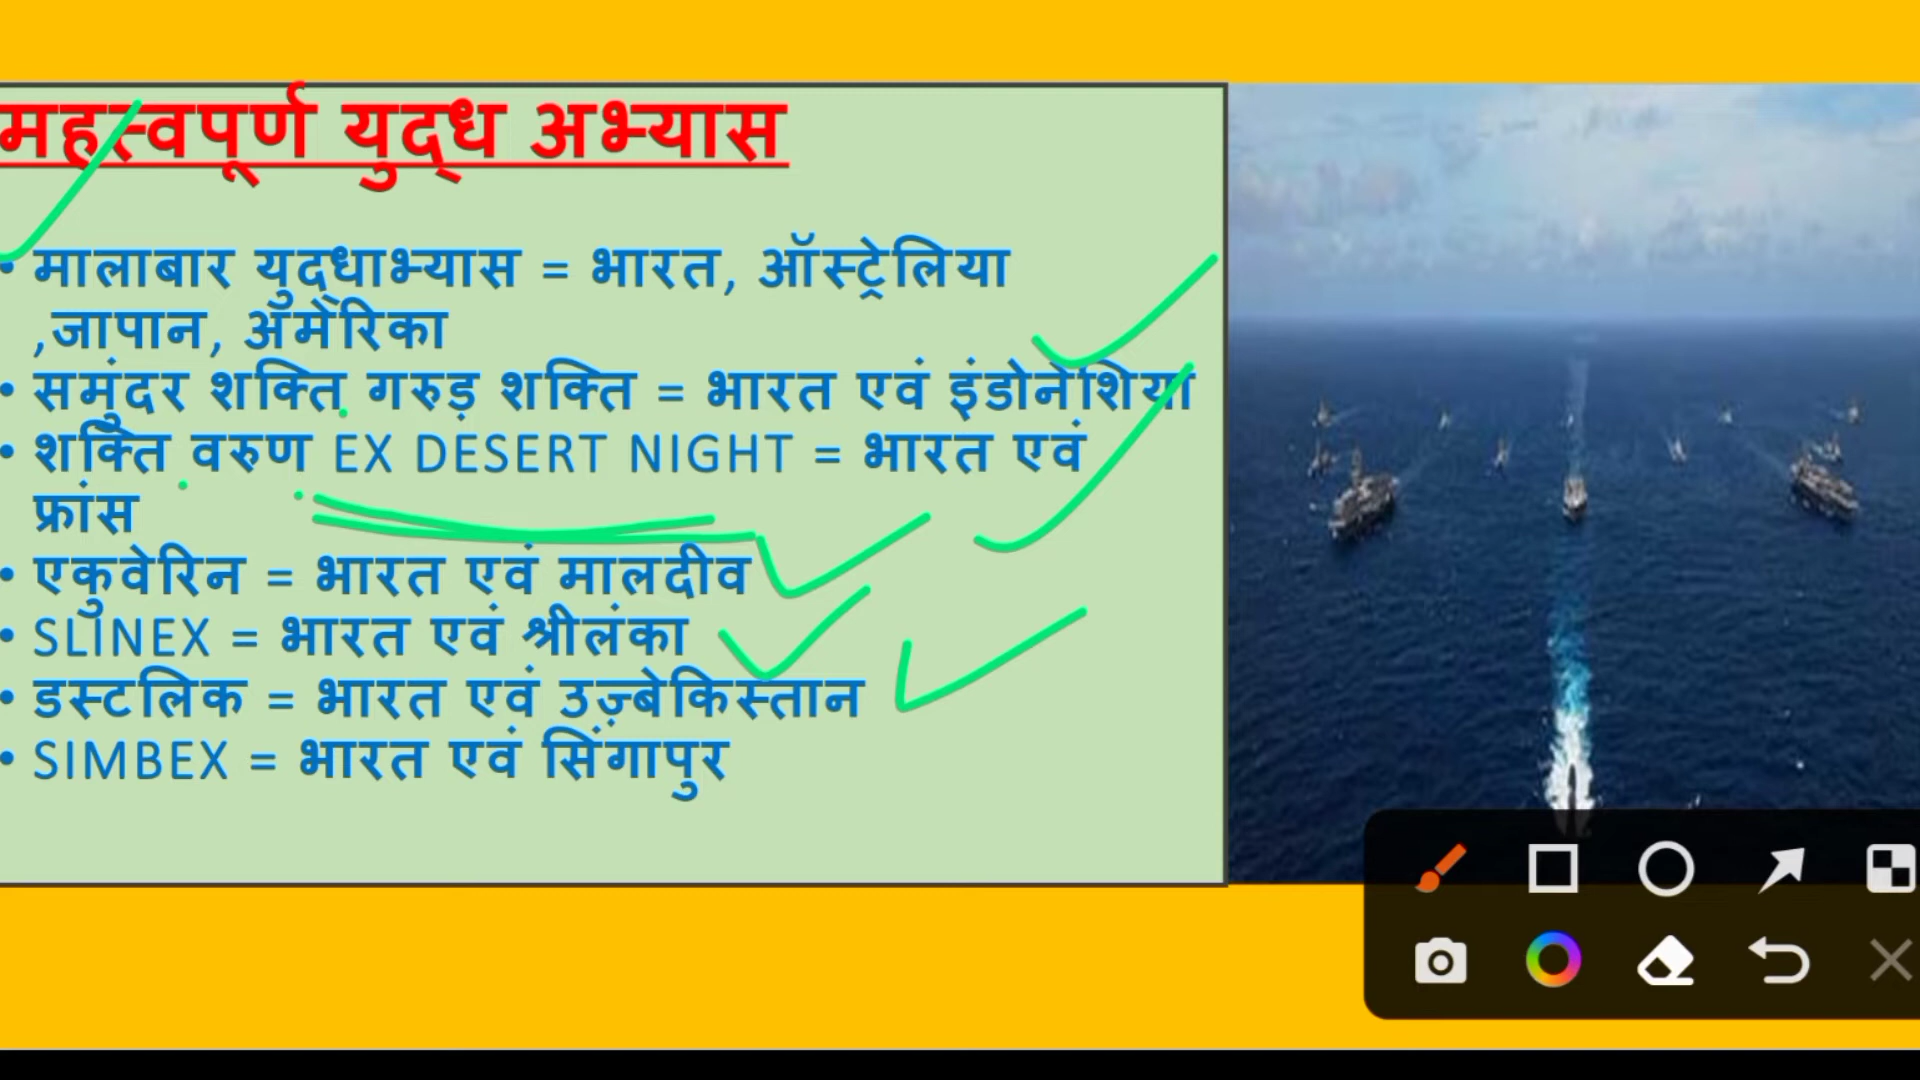 महत्वपूर्ण युद्ध अभ्यास
• मालाबार युद्धाभ्यास = भारत, ऑस्ट्रेलिया
,जापान, अमेरिका
• समुंदर शक्ति गरुड़ शक्ति = भारत एवं इंडोनेशिया
• शक्ति वरुण EX DESERT NIGHT = भारत एवं
फ्रांस
• एकुवेरिन = भारत एवं मालदीव
• SLINEX = भारत एवं श्रीलंका
• डस्टलिक = भारत एवं उज़्बेकिस्तान
• SIMBEX = भारत एवं सिंगापुर